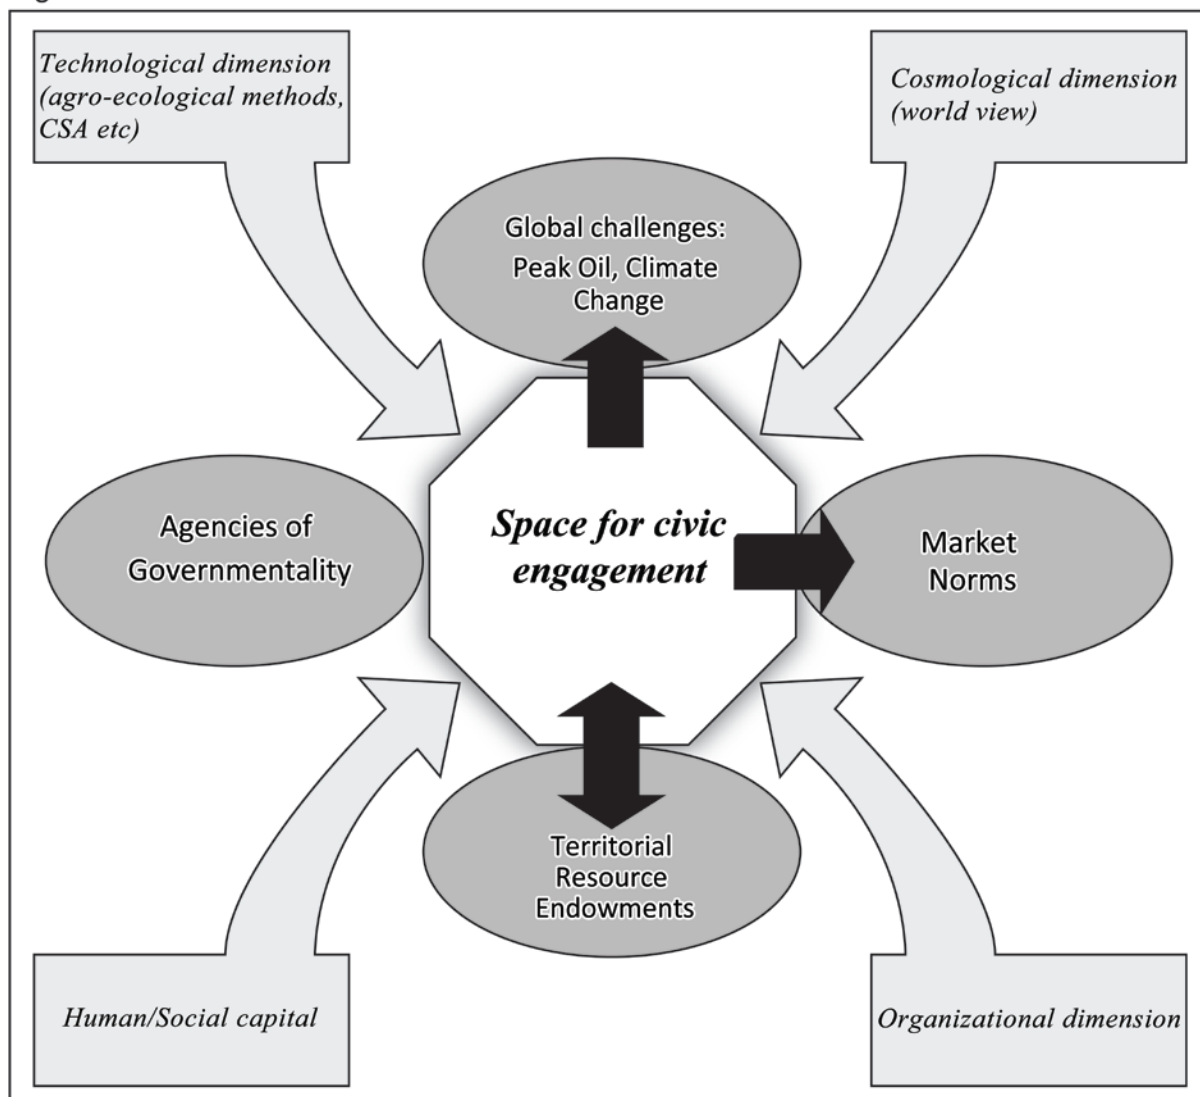 Technological dimension
(agro-ecological methods,
CSA etc)
Cosmological dimension
(world view)
Global challenges:
Peak Oil, Climate
Change
Agencies of
Governmentality
Space for civic
engagement
Market
Norms
Territorial
Resource
Endowments
Human/Social capital
Organizational dimension